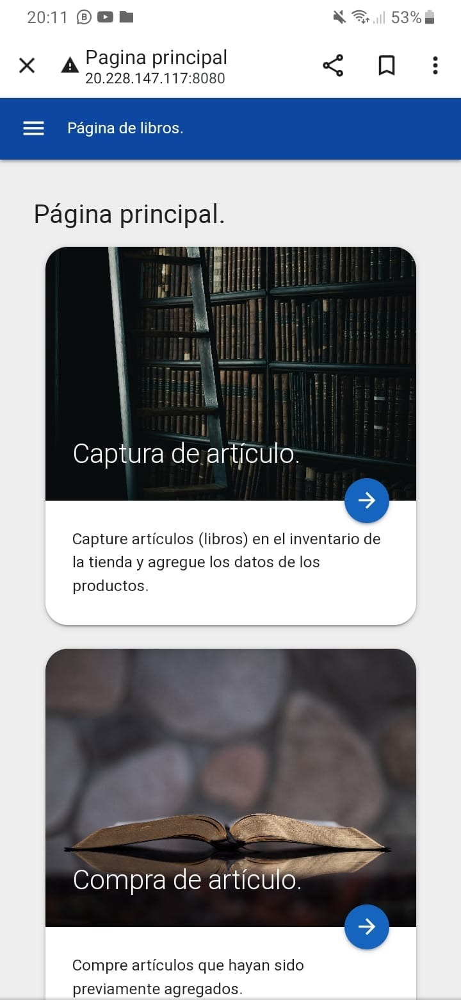 20:11 B 53%
Pagina principal
20.228.147.117:8080
Página de libros.
Página principal.
Captura de artículo.
Capture artículos (libros) en el inventario de
la tienda y agregue los datos de los
productos.
Compra de artículo.
Compre artículos que hayan sido
previamente agregados.